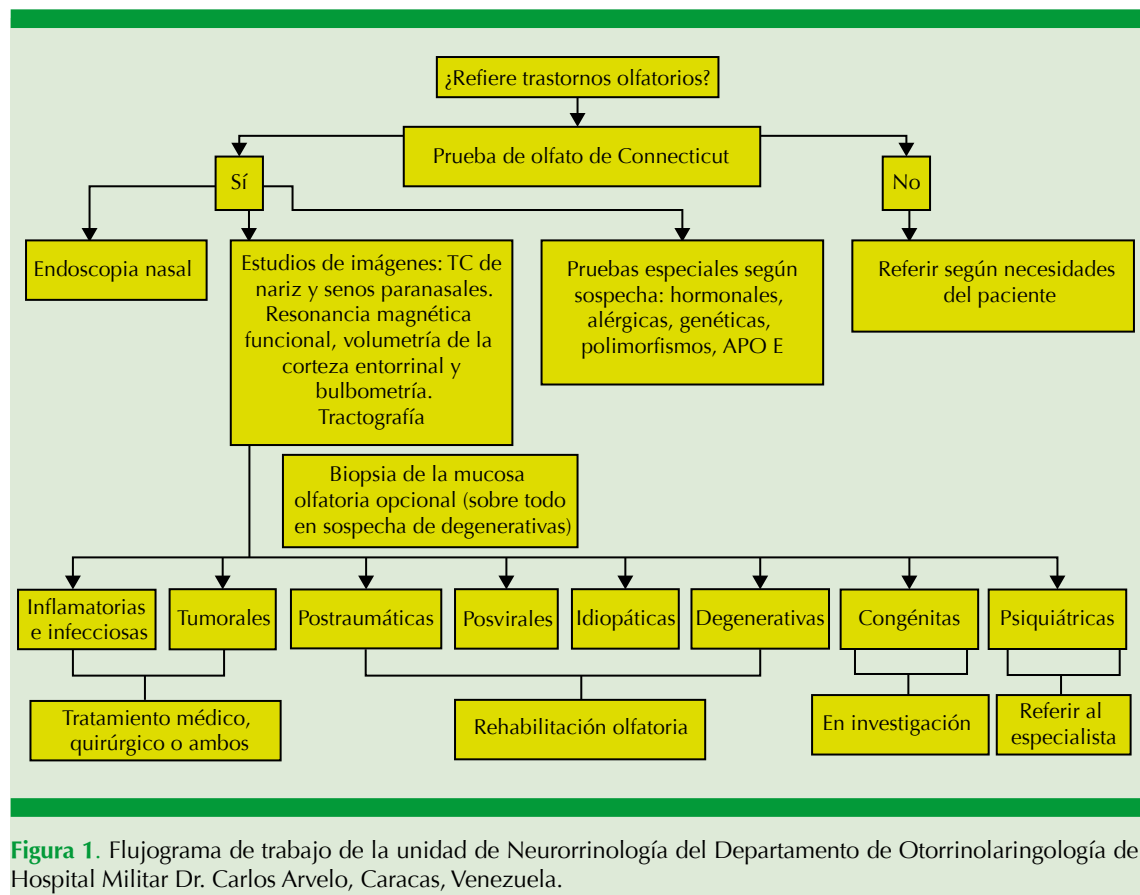 ¿Refiere trastornos olfatorios?
Prueba de olfato de Connecticut
Sí
No
Endoscopia nasal
Estudios de imágenes: TC de
nariz y senos paranasales.
Resonancia magnética
funcional, volumetría de la
corteza entorrinal y
bulbometría.
Tractografía
Pruebas especiales según
sospecha: hormonales,
alérgicas, genéticas,
polimorfismos, APO E
Referir según necesidades
del paciente
Biopsia de la mucosa
olfatoria opcional (sobre todo
en sospecha de degenerativas)
Inflamatorias
e infecciosas
Tumorales
Postraumáticas
Posvirales
Idiopáticas
Degenerativas
Congénitas
Psiquiátricas
Tratamiento médico,
quirúrgico o ambos
Rehabilitación olfatoria
En investigación
Referir al
especialista
Figura 1. Flujograma de trabajo de la unidad de Neurorrinología del Departamento de Otorrinolaringología de
Hospital Militar Dr. Carlos Arvelo, Caracas, Venezuela.